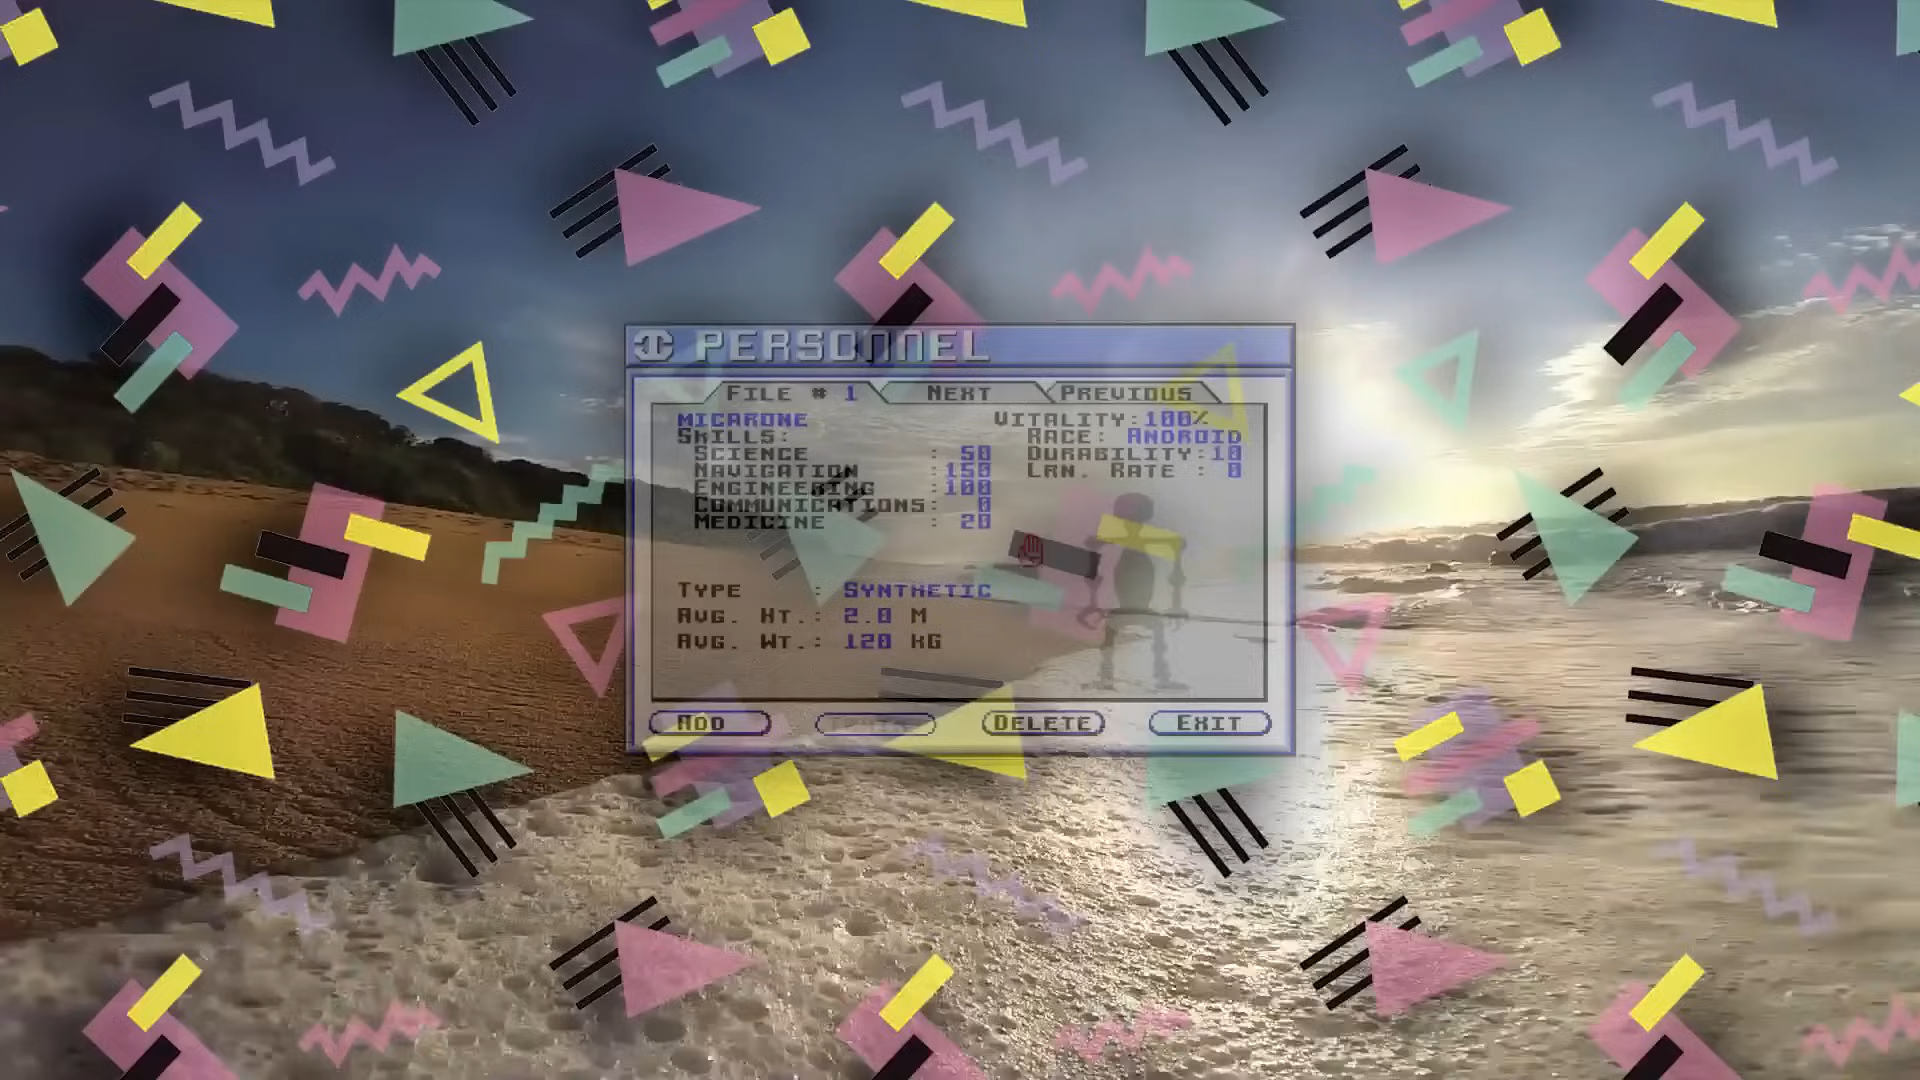 PERSONNEL
FILE # 1 NEXT PREVIOUS
MICARONE VITALITY:100%
SKILLS: RACE: ANDROID
SCIENCE : 50 DURABILITY:10
NAVIGATION :150 LRN. RATE : 0
ENGINEERING :100
COMMUNICATIONS: 0
MEDICINE : 20
TYPE : SYNTHETIC
AVG. HT.: 2.0 M
AVG. WT.: 120 KG
ADD DELETE EXIT